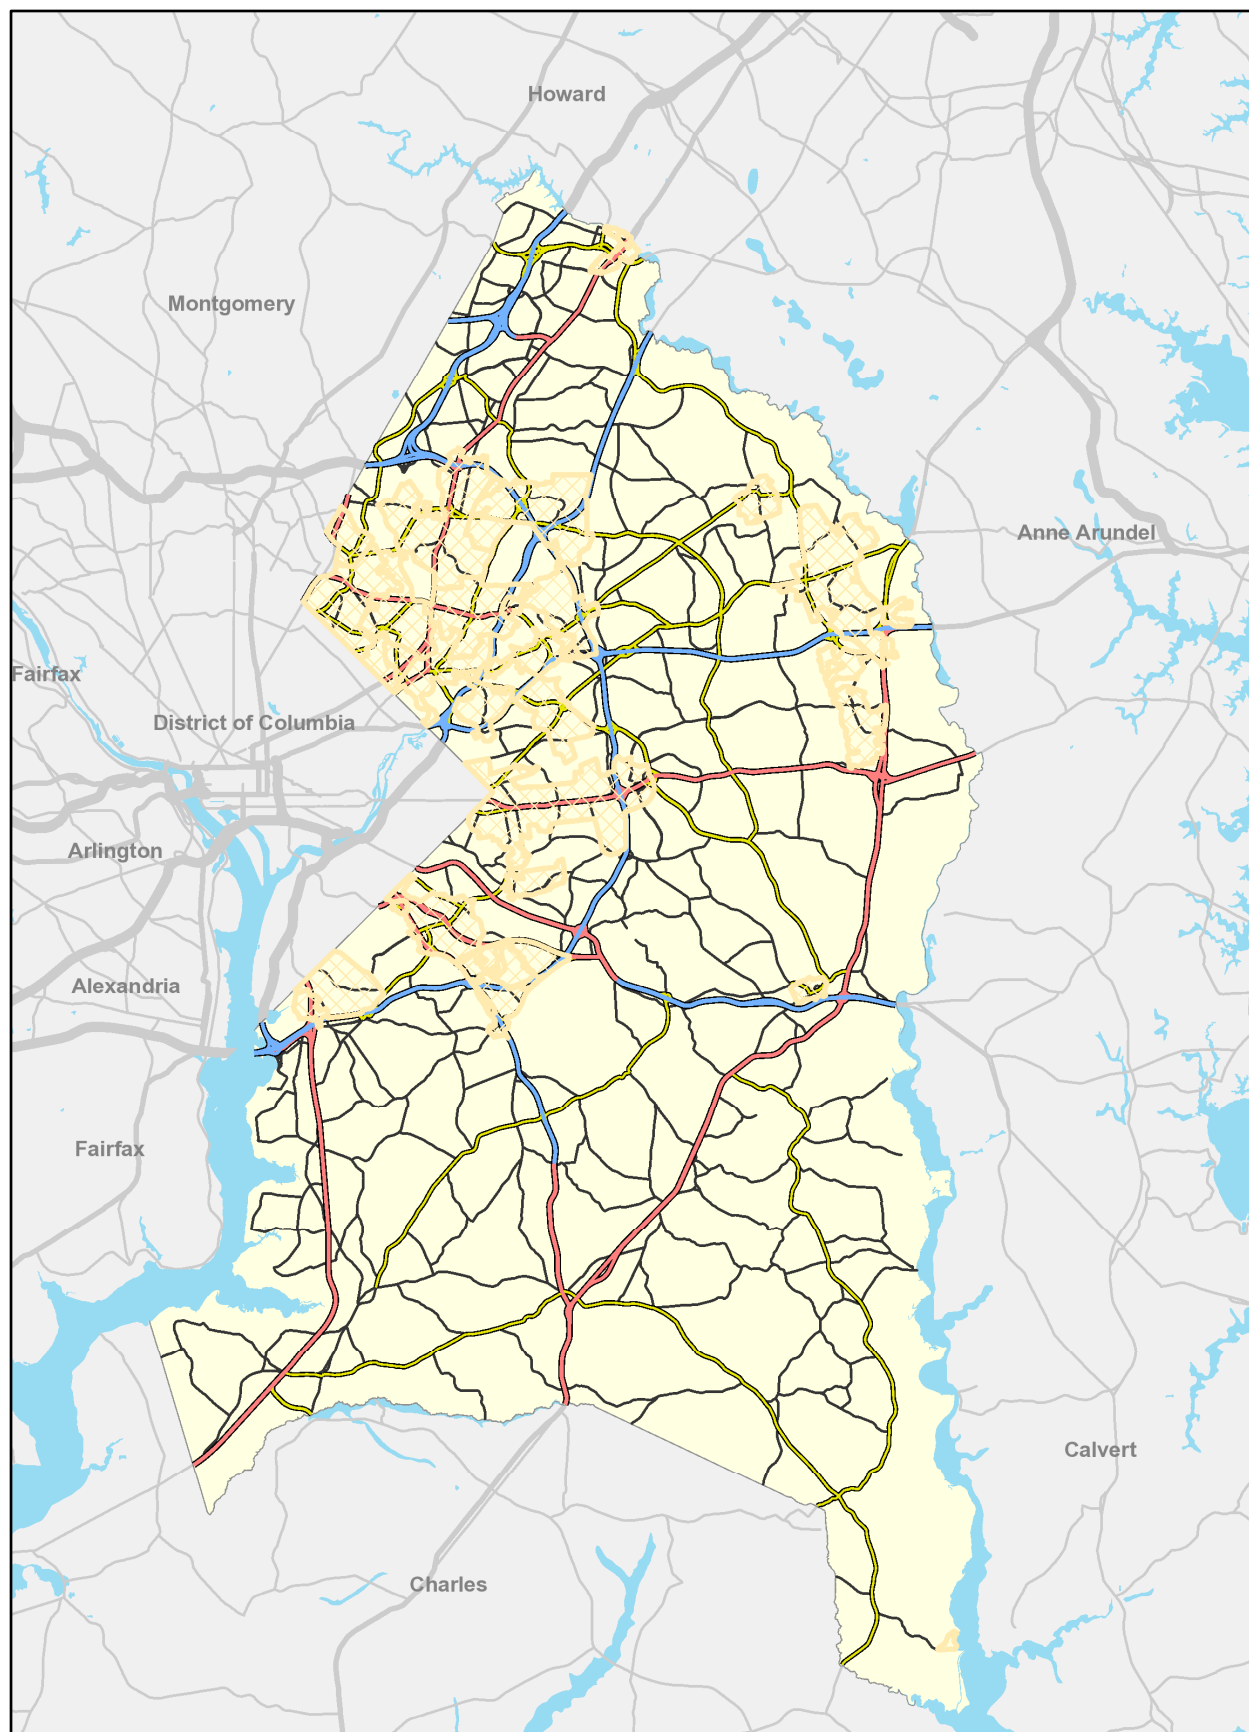 Howard
Montgomery
Anne Arundel
Fairfax
District of Columbia
Arlington
Alexandria
Fairfax
Calvert
Charles